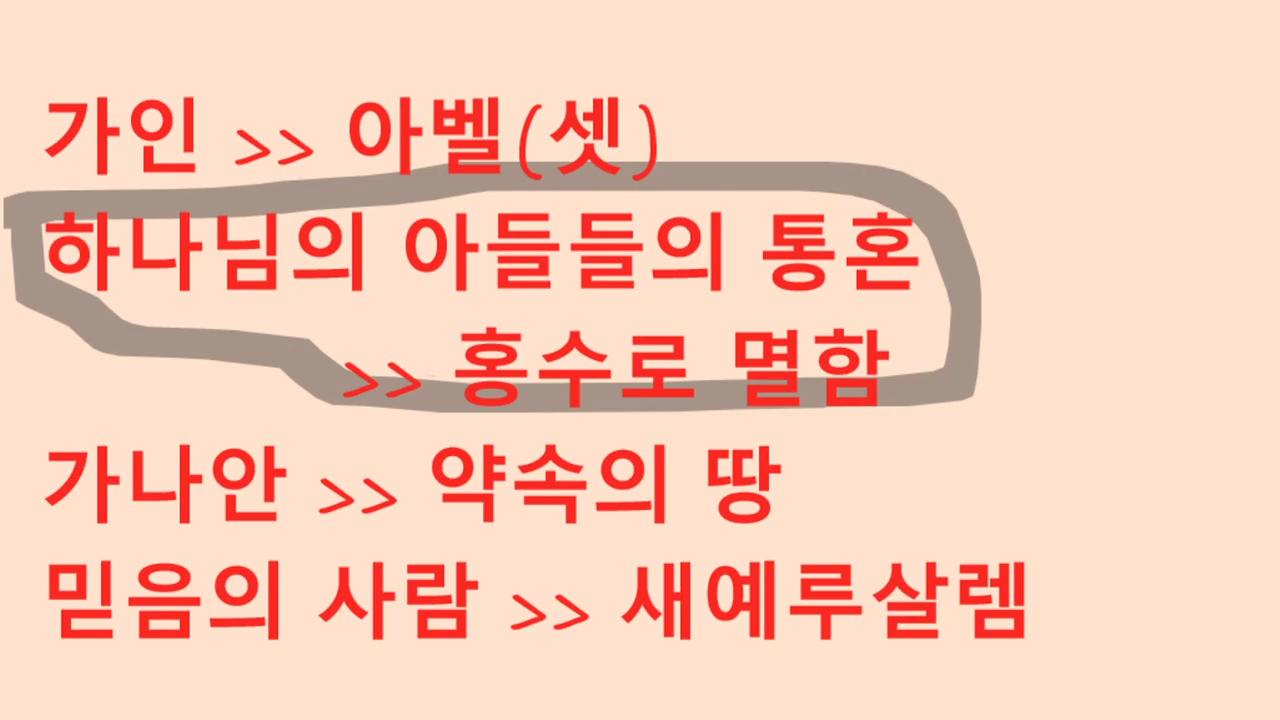 가인 >> 아벨(셋)
하나님의 아들들의 통혼
>> 홍수로 멸함
가나안 >> 약속의 땅
믿음의 사람 >> 새예루살렘